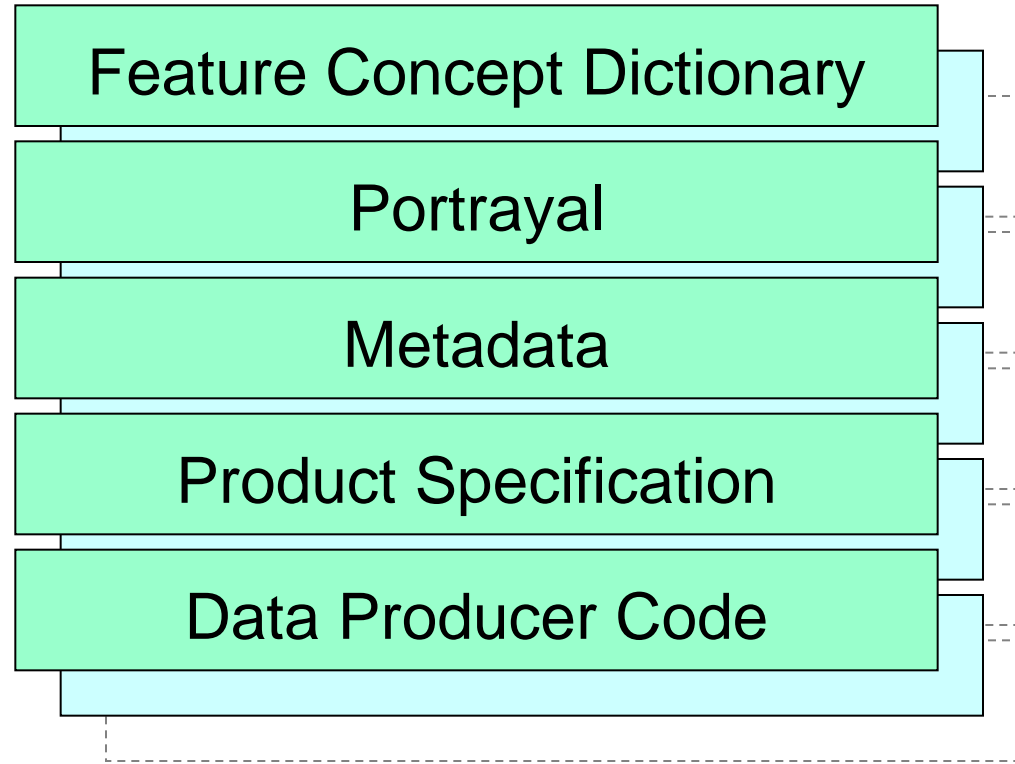 Feature Concept Dictionary
Portrayal
Metadata
Product Specification
Data Producer Code